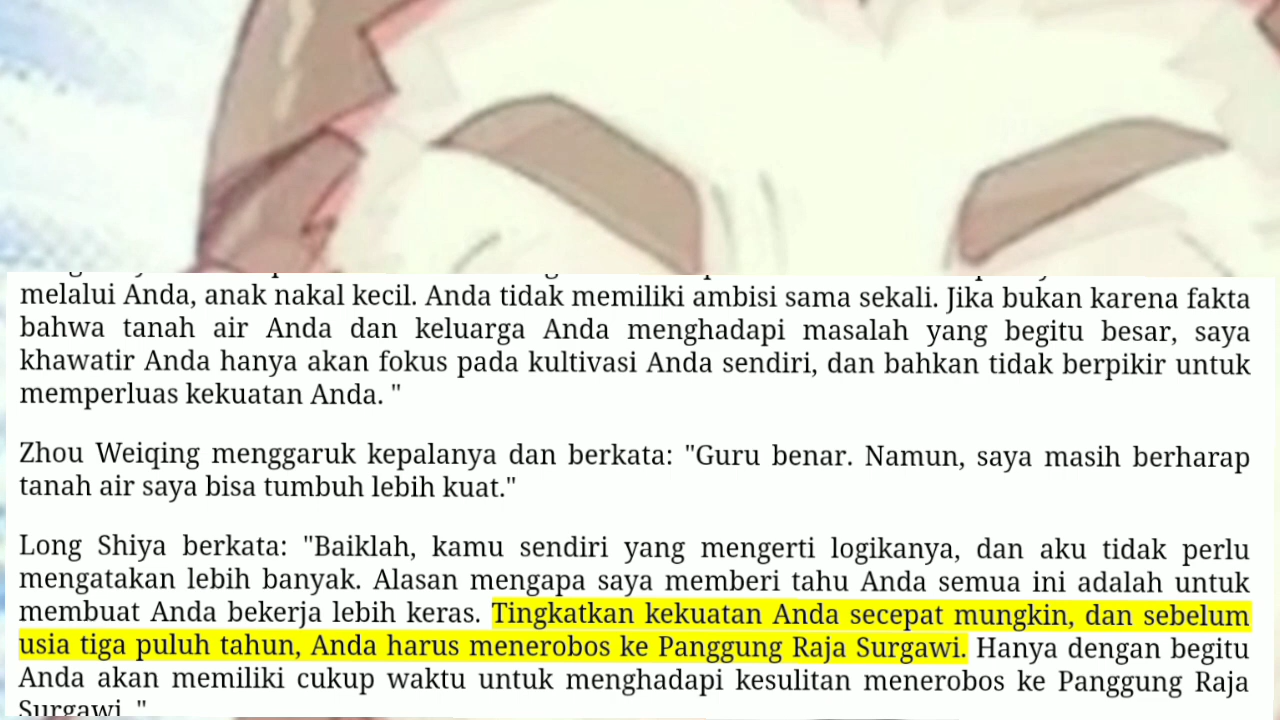 melalui Anda, anak nakal kecil. Anda tidak memiliki ambisi sama sekali. Jika bukan karena fakta
bahwa tanah air Anda dan keluarga Anda menghadapi masalah yang begitu besar, saya
khawatir Anda hanya akan fokus pada kultivasi Anda sendiri, dan bahkan tidak berpikir untuk
memperluas kekuatan Anda. "
Zhou Weiqing menggaruk kepalanya dan berkata: "Guru benar. Namun, saya masih berharap
tanah air saya bisa tumbuh lebih kuat."
Long Shiya berkata: "Baiklah, kamu sendiri yang mengerti logikanya, dan aku tidak perlu
mengatakan lebih banyak. Alasan mengapa saya memberi tahu Anda semua ini adalah untuk
membuat Anda bekerja lebih keras. Tingkatkan kekuatan Anda secepat mungkin, dan sebelum
usia tiga puluh tahun, Anda harus menerobos ke Panggung Raja Surgawi. Hanya dengan begitu
Anda akan memiliki cukup waktu untuk menghadapi kesulitan menerobos ke Panggung Raja
Surgawi. "